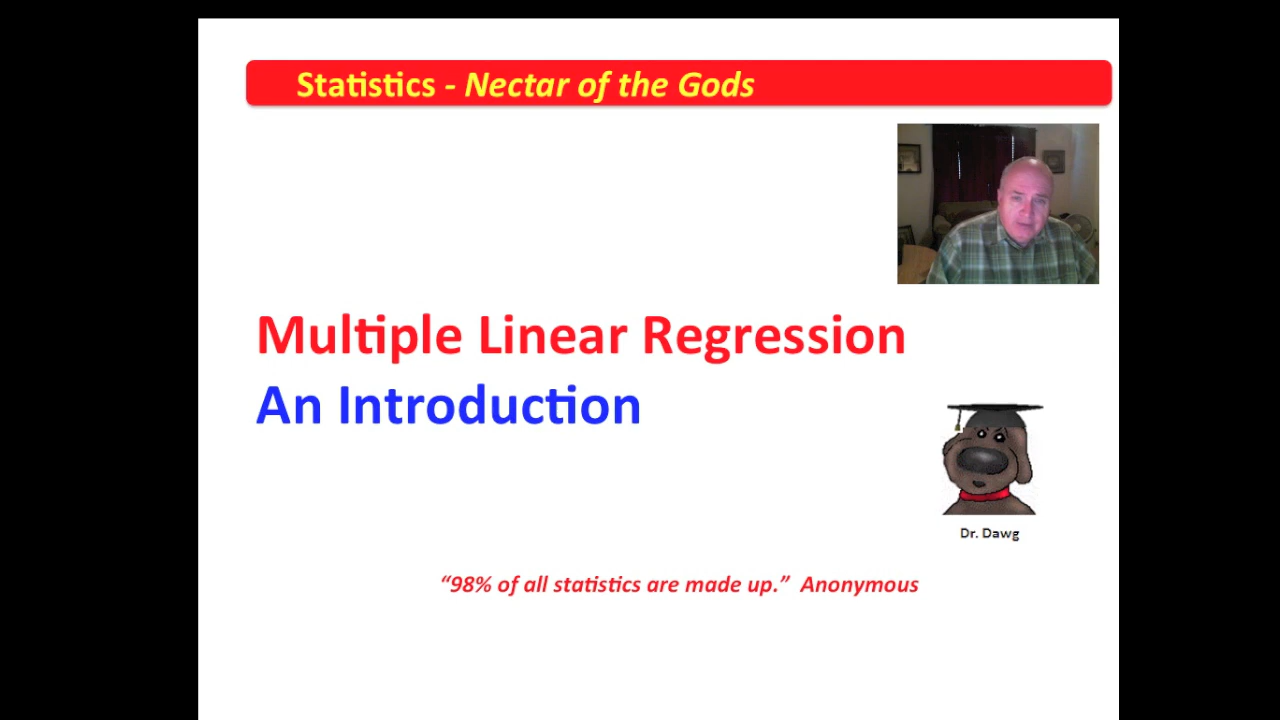 Statistics - Nectar of the Gods
Multiple Linear Regression
An Introduction
Dr. Dawg
“98% of all statistics are made up.” Anonymous